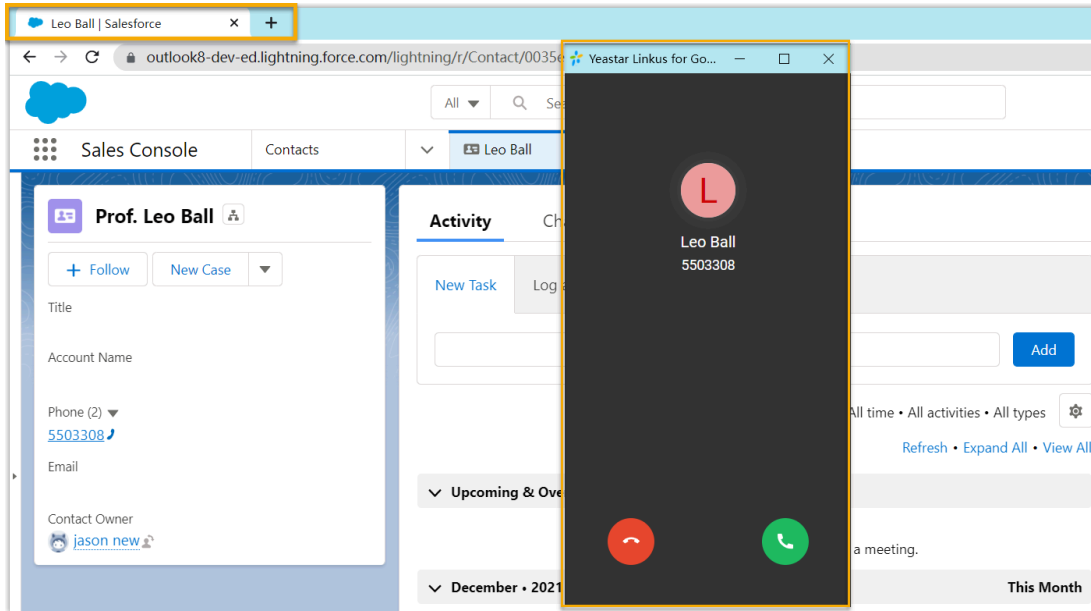 Leo Ball | Salesforce
outlook8-dev-ed.lightning.force.com/lightning/r/Contact/0035
Yeastar Linkus for Go...
All
Sales Console
Contacts
Leo Ball
Prof. Leo Ball
Follow
New Case
Title
Account Name
Phone (2)
5503308
Email
Contact Owner
jason new
Activity
New Task
Log
Add
All time • All activities • All types
Refresh • Expand All • View All
Upcoming &
a meeting.
December • 2021
This Month
L
Leo Ball
5503308